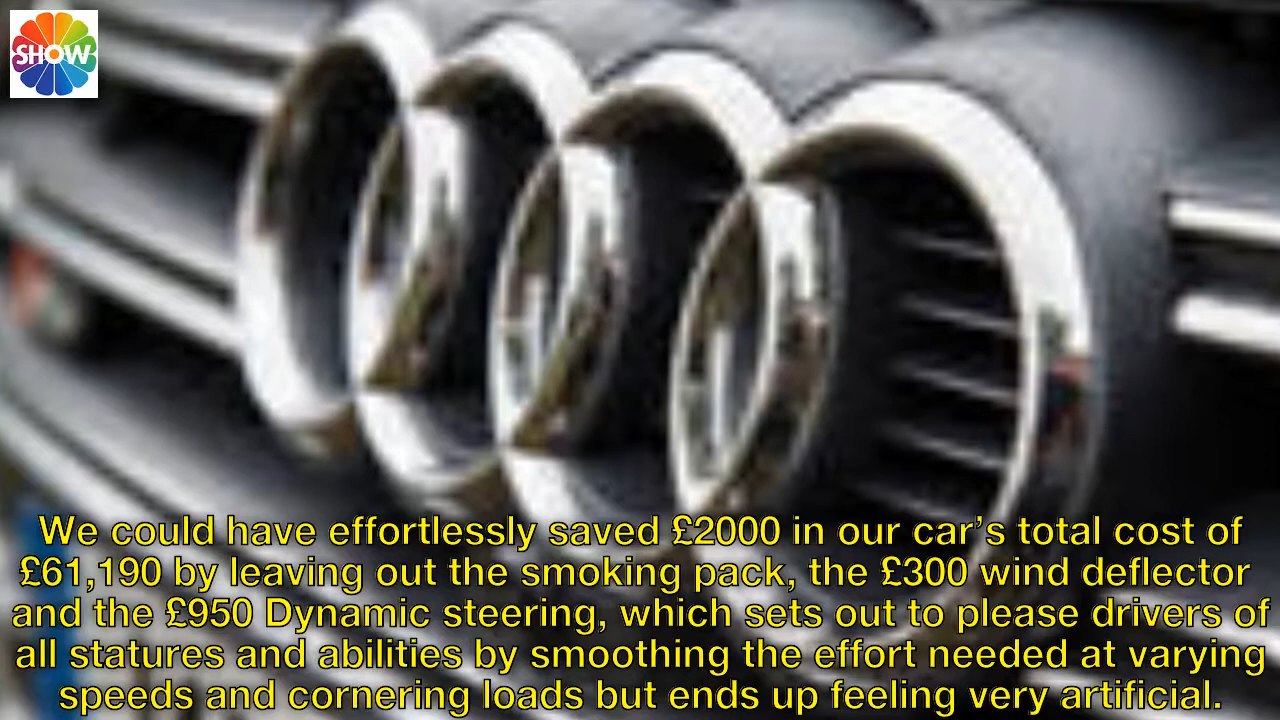 SHOW
We could have effortlessly saved £2000 in our car’s total cost of
£61,190 by leaving out the smoking pack, the £300 wind deflector
and the £950 Dynamic steering, which sets out to please drivers of
all statures and abilities by smoothing the effort needed at varying
speeds and cornering loads but ends up feeling very artificial.